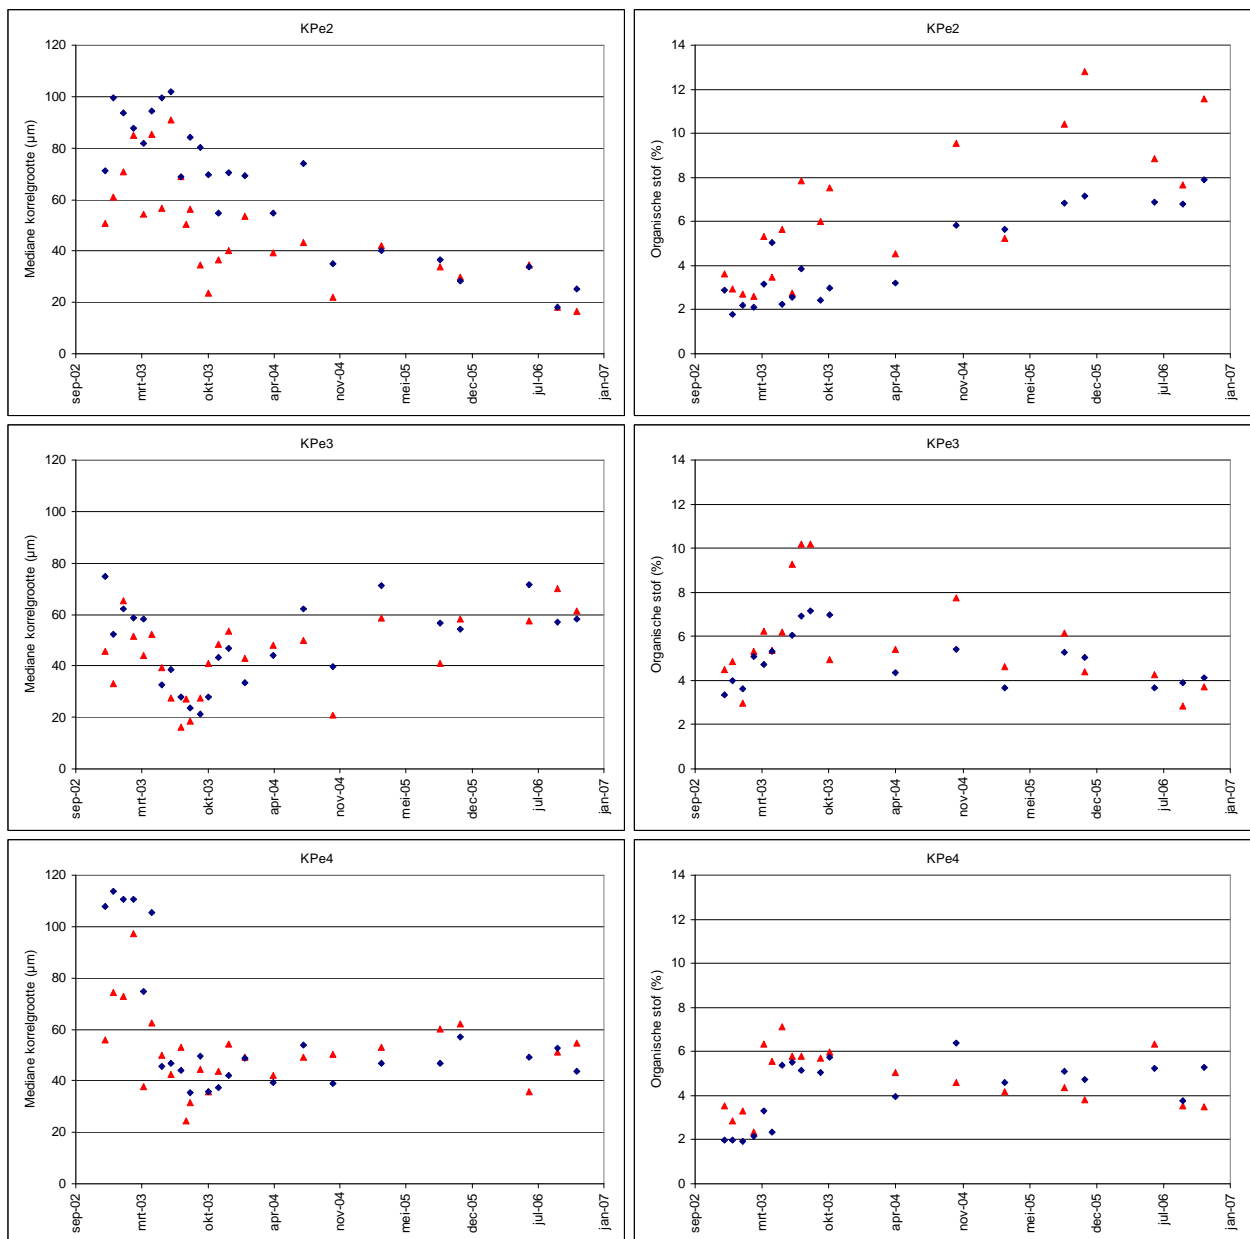 KPe2
Mediane korrelgrootte (µm)
120
100
80
60
40
20
0
sep-02
mrt-03
okt-03
apr-04
nov-04
mei-05
dec-05
jul-06
jan-07
KPe2
Organische stof (%)
14
12
10
8
6
4
2
0
sep-02
mrt-03
okt-03
apr-04
nov-04
mei-05
dec-05
jul-06
jan-07
KPe3
Mediane korrelgrootte (µm)
120
100
80
60
40
20
0
sep-02
mrt-03
okt-03
apr-04
nov-04
mei-05
dec-05
jul-06
jan-07
KPe3
Organische stof (%)
14
12
10
8
6
4
2
0
sep-02
mrt-03
okt-03
apr-04
nov-04
mei-05
dec-05
jul-06
jan-07
KPe4
Mediane korrelgrootte (µm)
120
100
80
60
40
20
0
sep-02
mrt-03
okt-03
apr-04
nov-04
mei-05
dec-05
jul-06
jan-07
KPe4
Organische stof (%)
14
12
10
8
6
4
2
0
sep-02
mrt-03
okt-03
apr-04
nov-04
mei-05
dec-05
jul-06
jan-07